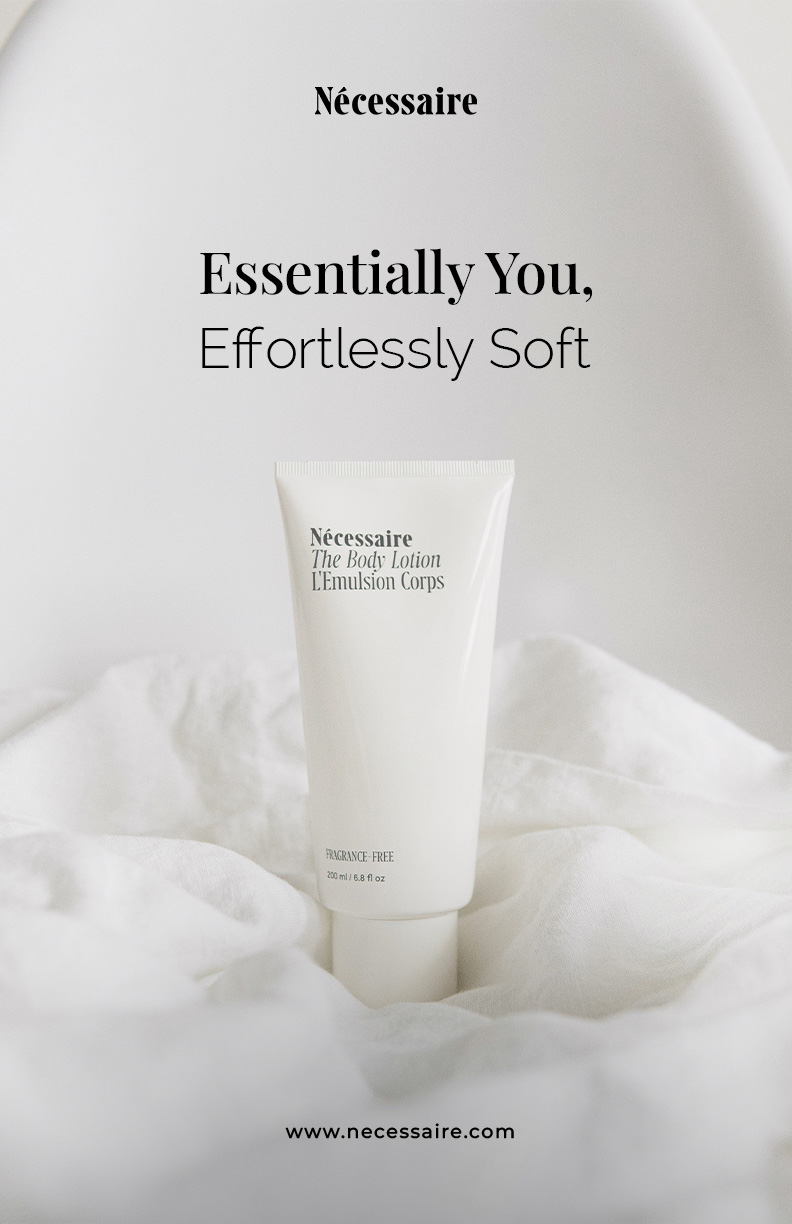 Nécessaire
Essentially You,
Effortlessly Soft
Nécessaire
The Body Lotion
L'Emulsion Corps
FRAGRANCE-FREE
200 ml / 6.8 fl oz
www.necessaire.com